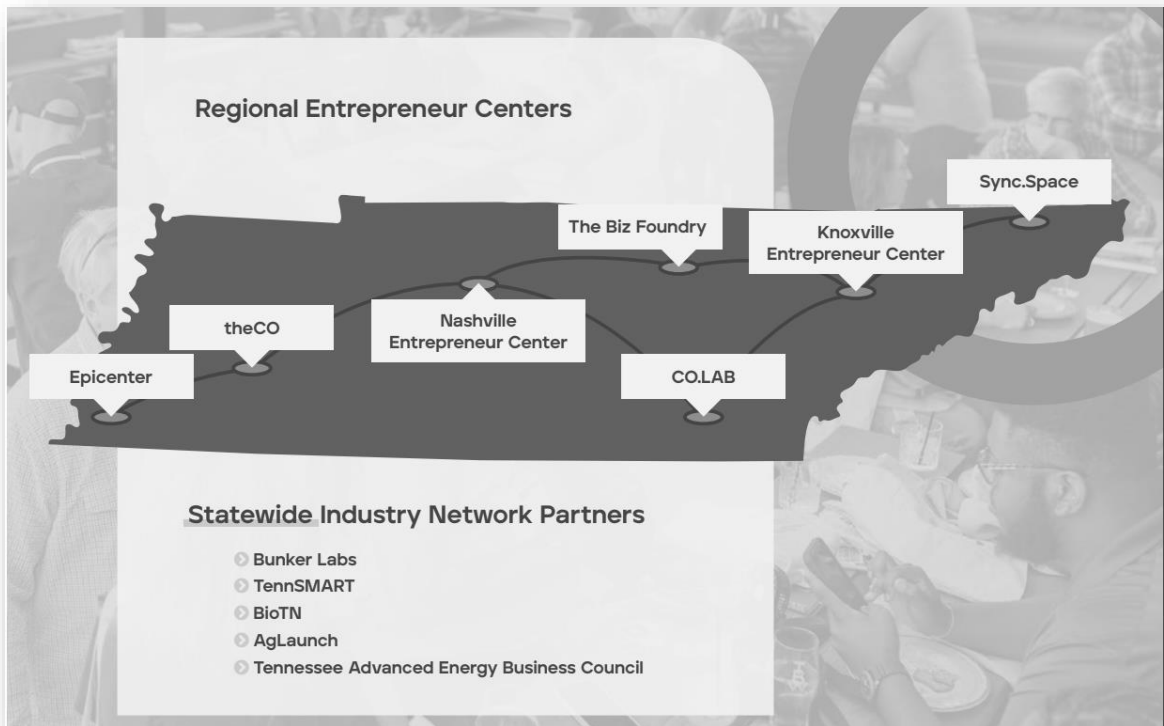 Regional Entrepreneur Centers
Sync.Space
The Biz Foundry
Knoxville
Entrepreneur Center
theCO
Nashville
Entrepreneur Center
Epicenter
CO.LAB
Statewide Industry Network Partners
Bunker Labs
TennSMART
BioTN
AgLaunch
Tennessee Advanced Energy Business Council